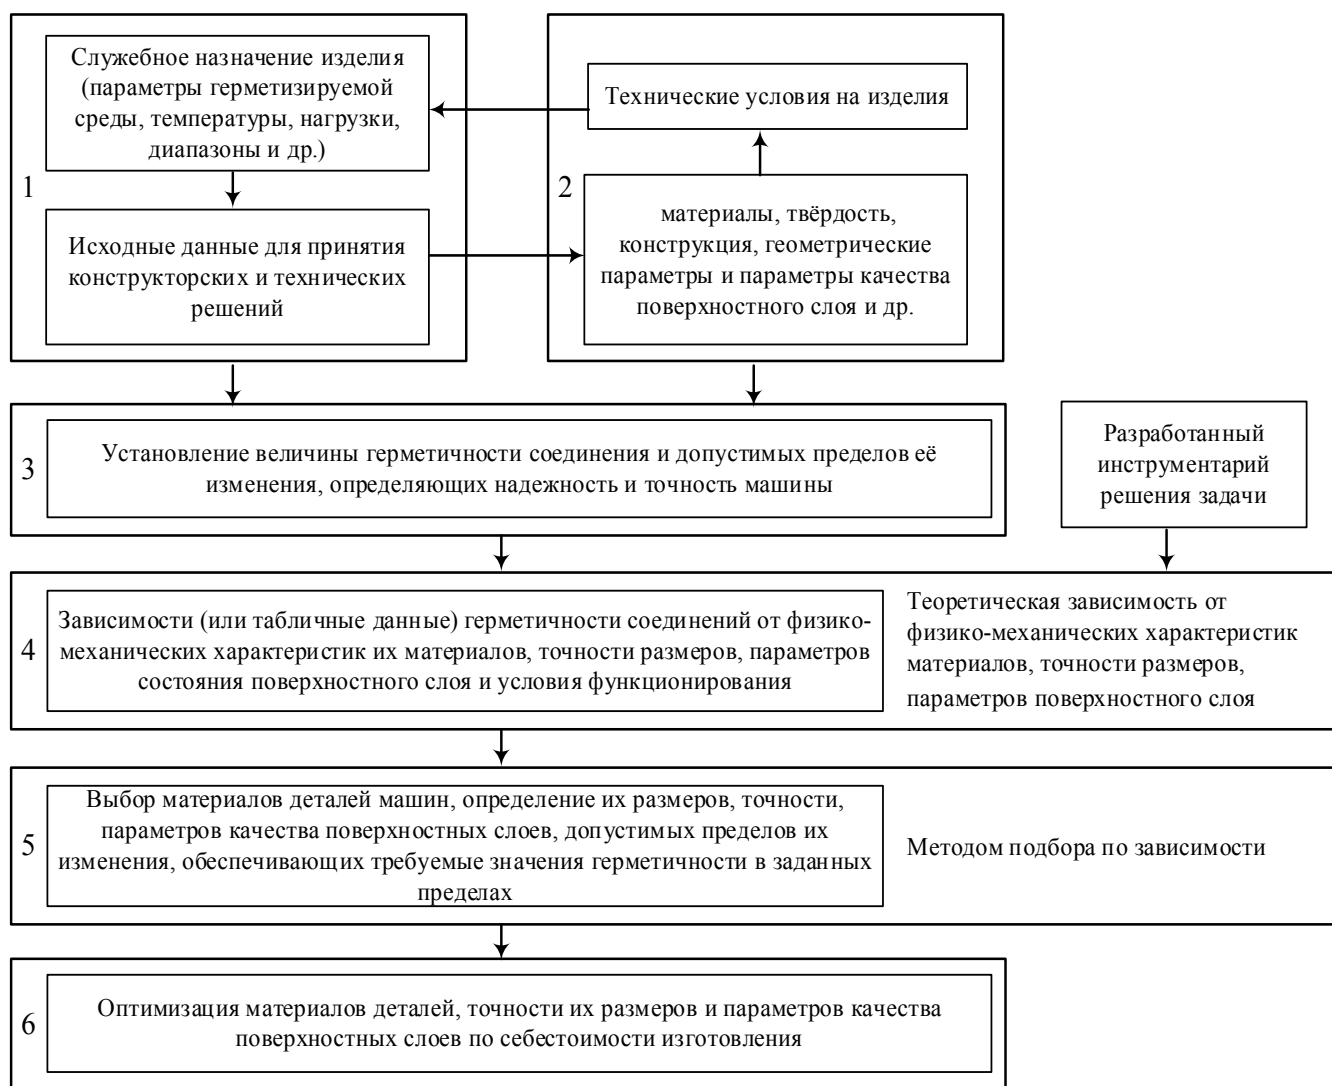 1
Служебное назначение изделия
(параметры герметизируемой
среды, температуры, нагрузки,
диапазоны и др.)
Исходные данные для принятия
конструкторских и технических
решений
2
Технические условия на изделия
материалы, твёрдость,
конструкция, геометрические
параметры и параметры качества
поверхностного слоя и др.
3
Установление величины герметичности соединения и допустимых пределов её
изменения, определяющих надежность и точность машины
Разработанный
инструментарий
решения задачи
4
Зависимости (или табличные данные) герметичности соединений от физико-
механических характеристик их материалов, точности размеров, параметров
состояния поверхностного слоя и условия функционирования
Теоретическая зависимость от
физико-механических характеристик
материалов, точности размеров,
параметров поверхностного слоя
5
Выбор материалов деталей машин, определение их размеров, точности,
параметров качества поверхностных слоев, допустимых пределов их
изменения, обеспечивающих требуемые значения герметичности в заданных
пределах
Методом подбора по зависимости
6
Оптимизация материалов деталей, точности их размеров и параметров качества
поверхностных слоев по себестоимости изготовления